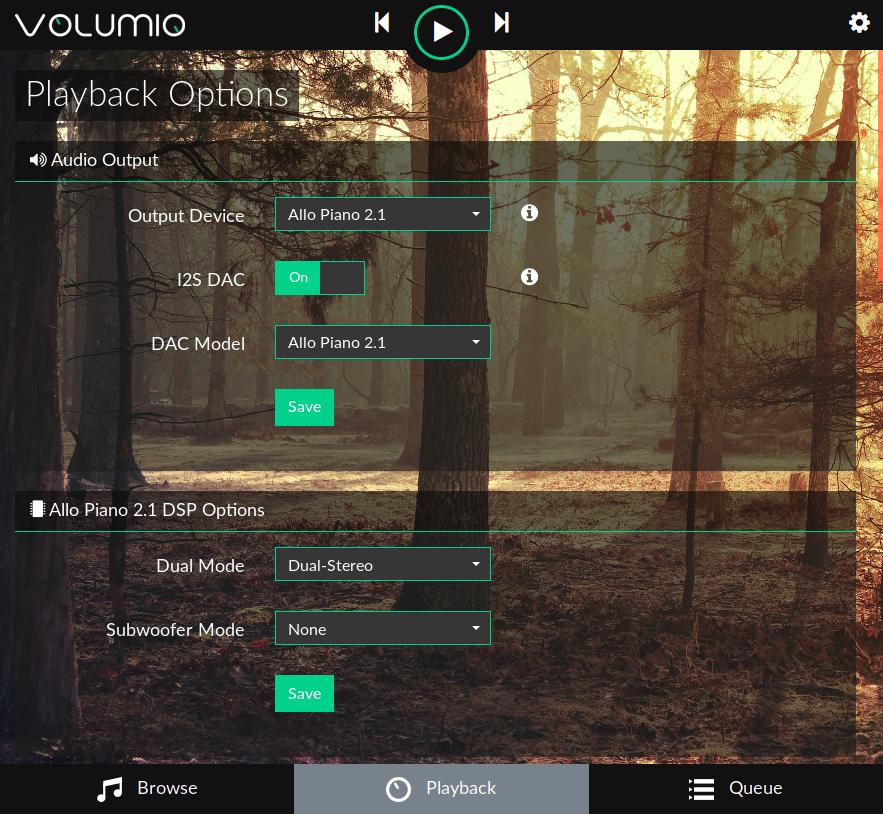 VOLUMIO
Playback Options
Audio Output
Output Device
Allo Piano 2.1
I2S DAC
On
DAC Model
Allo Piano 2.1
Save
Allo Piano 2.1 DSP Options
Dual Mode
Dual-Stereo
Subwoofer Mode
None
Save
Browse
Playback
Queue